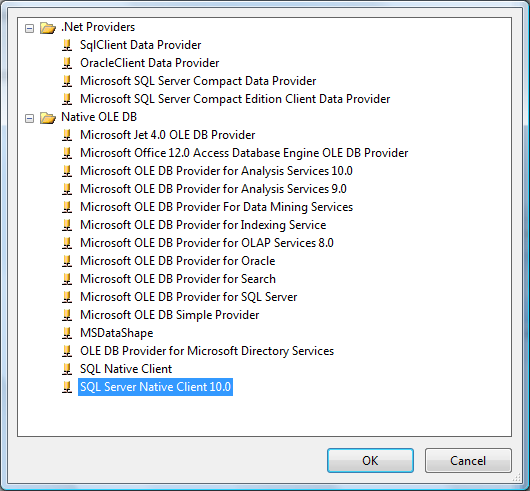 .Net Providers
SqlClient Data Provider
OracleClient Data Provider
Microsoft SQL Server Compact Data Provider
Microsoft SQL Server Compact Edition Client Data Provider
Native OLE DB
Microsoft Jet 4.0 OLE DB Provider
Microsoft Office 12.0 Access Database Engine OLE DB Provider
Microsoft OLE DB Provider for Analysis Services 10.0
Microsoft OLE DB Provider for Analysis Services 9.0
Microsoft OLE DB Provider For Data Mining Services
Microsoft OLE DB Provider for Indexing Service
Microsoft OLE DB Provider for OLAP Services 8.0
Microsoft OLE DB Provider for Oracle
Microsoft OLE DB Provider for Search
Microsoft OLE DB Provider for SQL Server
Microsoft OLE DB Simple Provider
MSDataShape
OLE DB Provider for Microsoft Directory Services
SQL Native Client
SQL Server Native Client 10.0
OK
Cancel